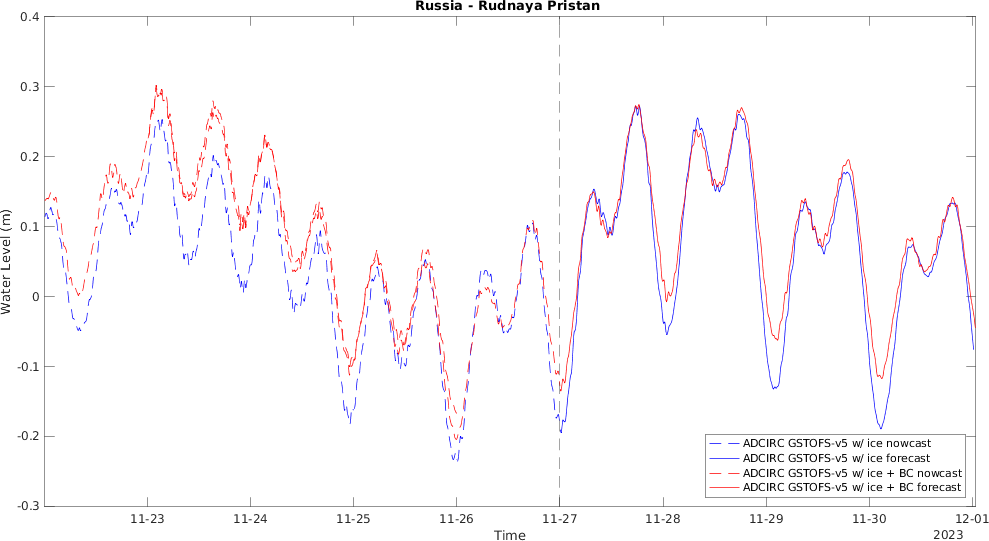 Russia - Rudnaya Pristan
Water Level (m)
0.4
0.3
0.2
0.1
0
-0.1
-0.2
-0.3
11-23
11-24
11-25
11-26
11-27
11-28
11-29
11-30
12-01
Time
2023
ADCIRC GSTOFS-v5 w/ ice nowcast
ADCIRC GSTOFS-v5 w/ ice forecast
ADCIRC GSTOFS-v5 w/ ice + BC nowcast
ADCIRC GSTOFS-v5 w/ ice + BC forecast